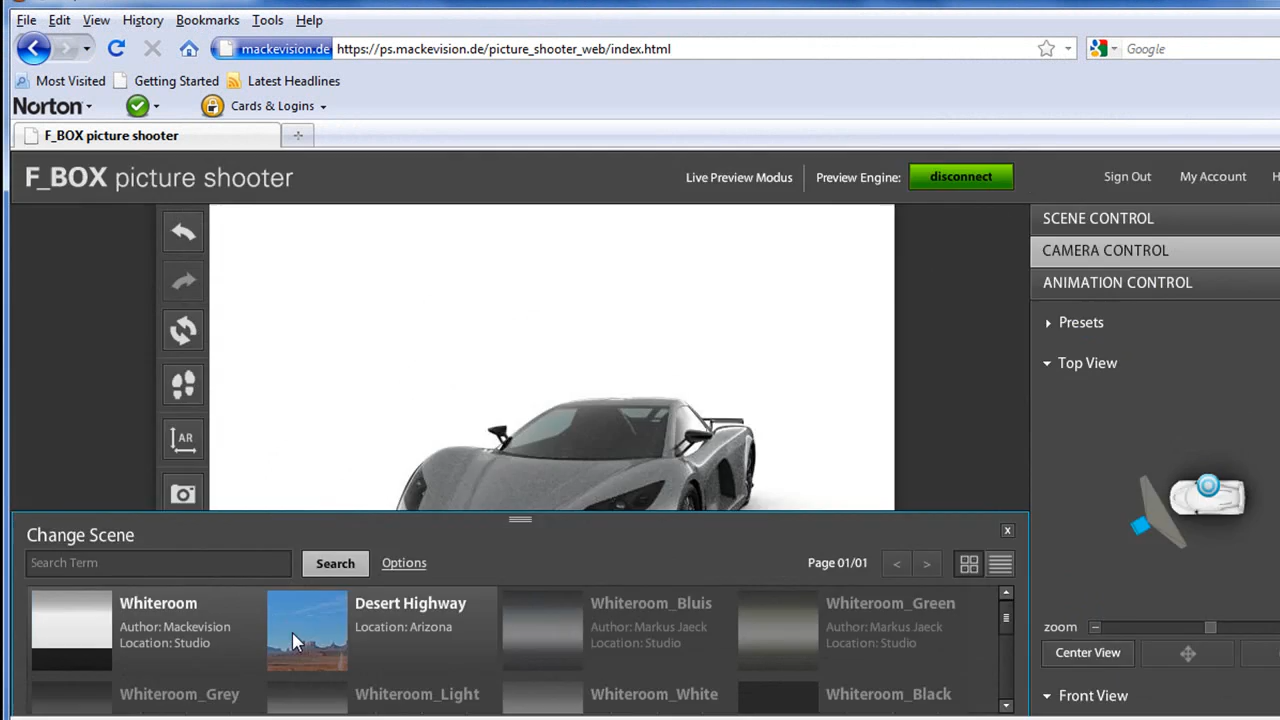 File Edit View History Bookmarks Tools Help
mackevision.de https://ps.mackevision.de/picture_shooter_web/index.html Google
Most Visited Getting Started Latest Headlines
Norton Cards & Logins
F_BOX picture shooter
F_BOX picture shooter Live Preview Modus Preview Engine: disconnect Sign Out My Account H
SCENE CONTROL
CAMERA CONTROL
ANIMATION CONTROL
Presets
Top View
AR
Change Scene x
Search Term Search Options Page 01/01 < >
Whiteroom
Author: Mackevision
Location: Studio
Desert Highway
Location: Arizona
Whiteroom_Bluis
Author: Markus Jaeck
Location: Studio
Whiteroom_Green
Author: Markus Jaeck
Location: Studio
Whiteroom_Grey Whiteroom_Light Whiteroom_White Whiteroom_Black
zoom
Center View
Front View